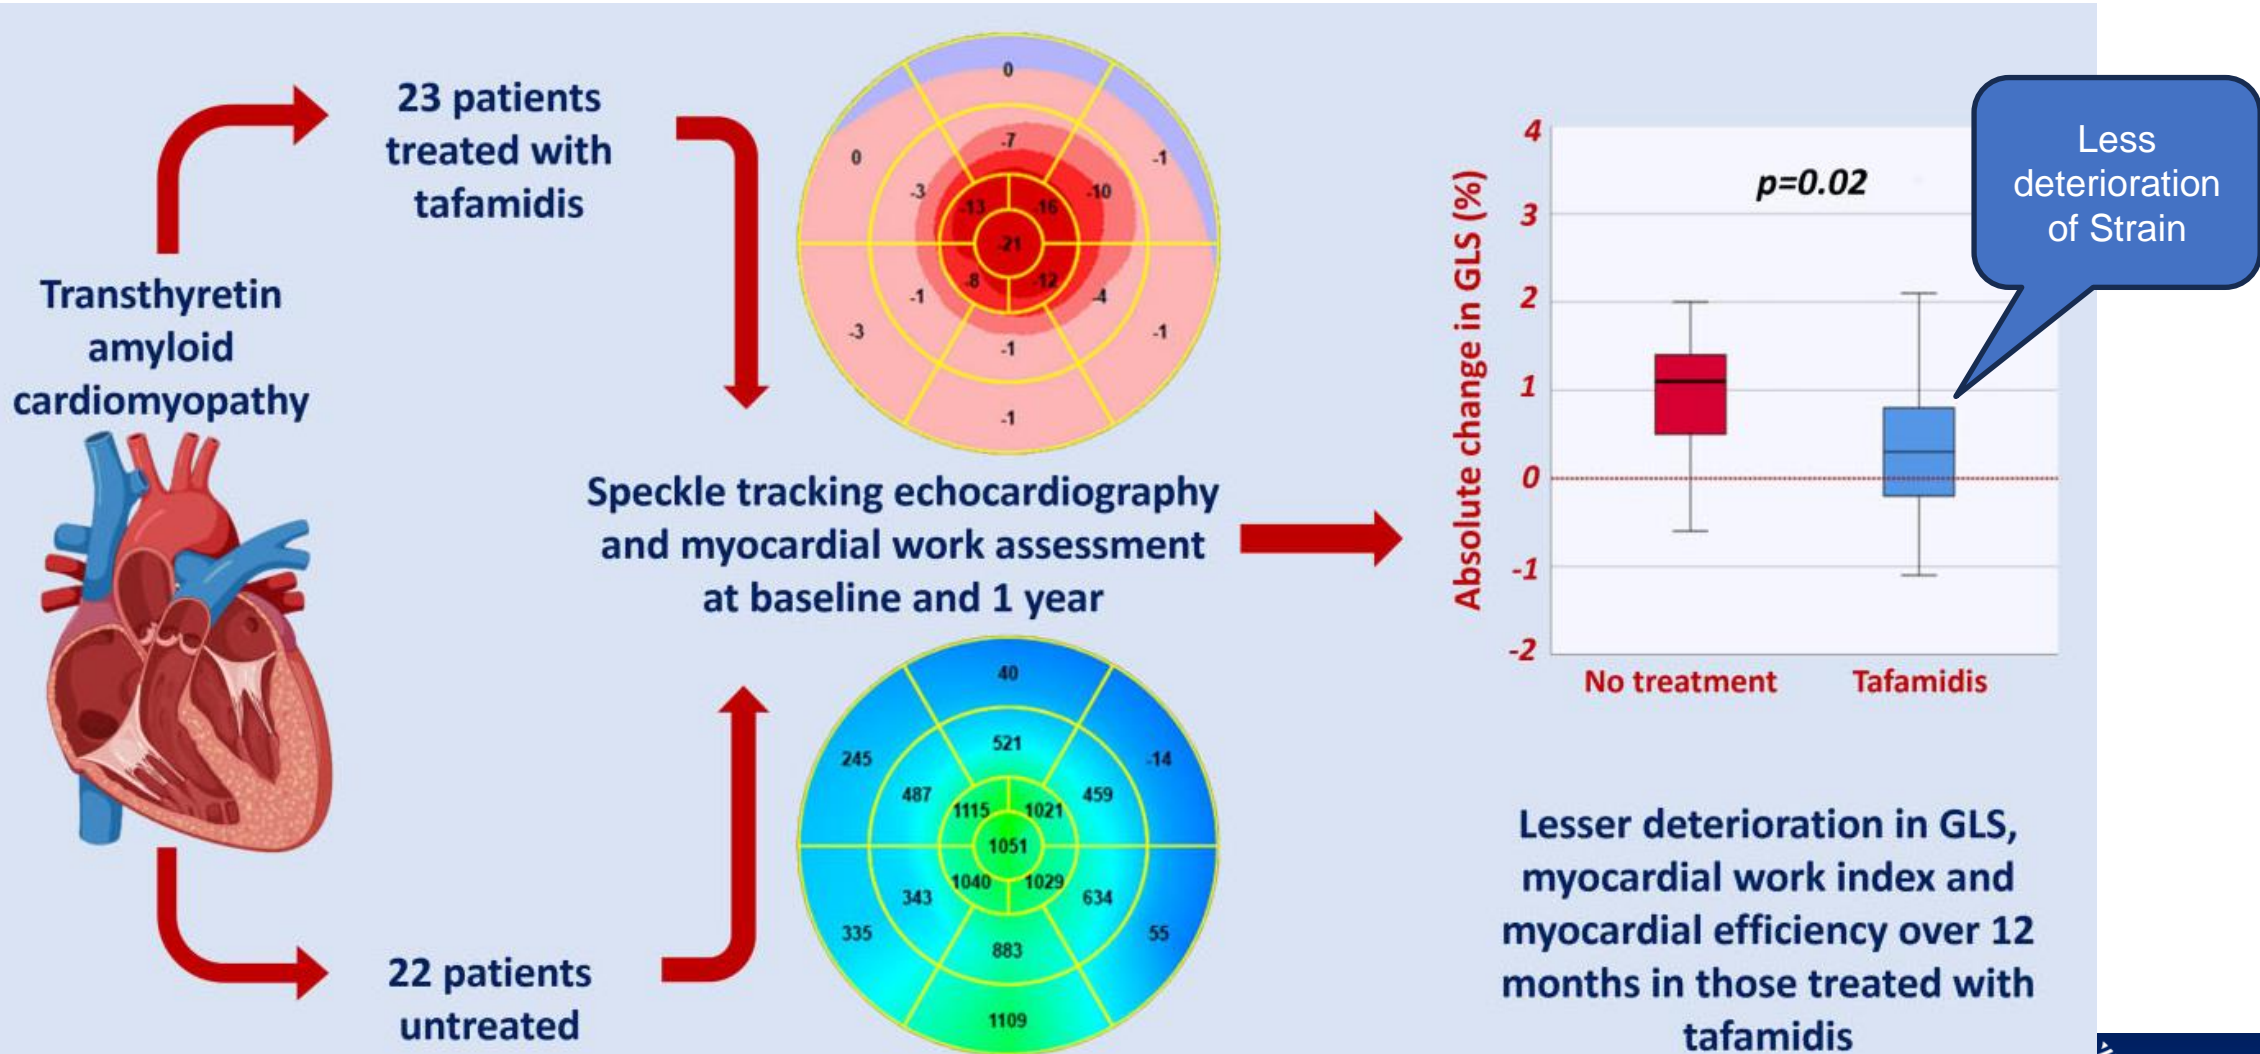 23 patients
treated with
tafamidis
Transthyretin
amyloid
cardiomyopathy
22 patients
untreated
0
-7
0
-1
-3
-10
-13
-16
-21
-8
-12
-1
-4
-3
-1
-1
-1
Speckle tracking echocardiography
and myocardial work assessment
at baseline and 1 year
40
521
245
-14
487
459
1115
1021
1051
1040
1029
343
634
335
55
883
1109
Absolute change in GLS (%)
4
3
2
1
0
-1
-2
p=0.02
No treatment
Tafamidis
Less
deterioration
of Strain
Lesser deterioration in GLS,
myocardial work index and
myocardial efficiency over 12
months in those treated with
tafamidis